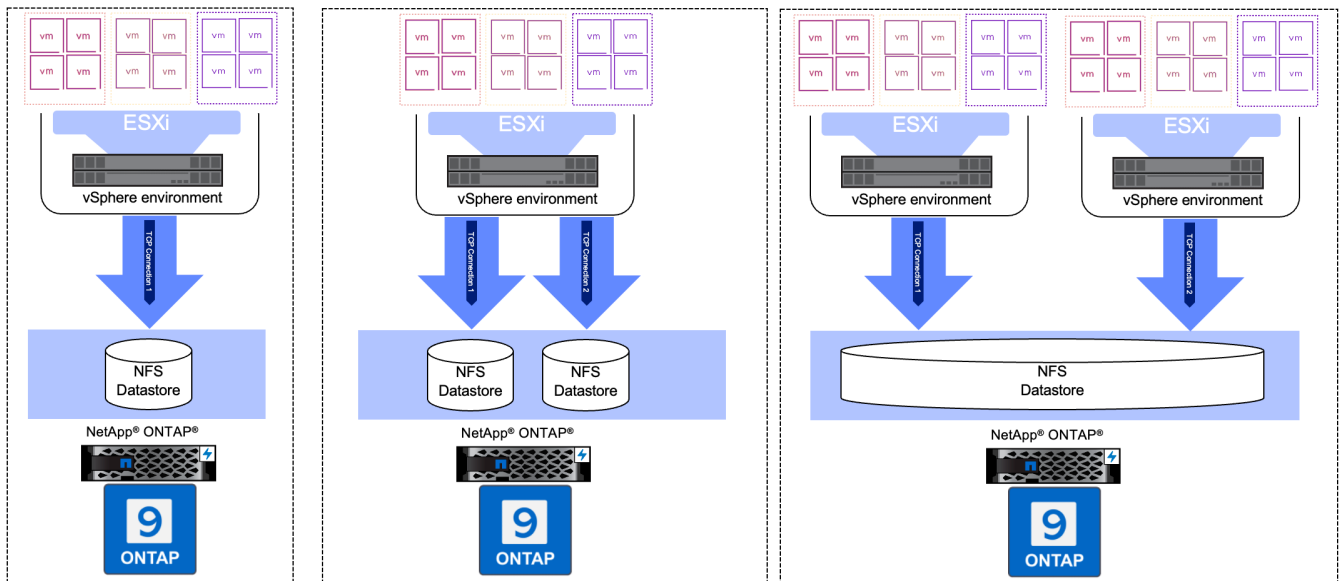 vm vm vm vm vm vm
vm vm vm vm vm vm
ESXi
vSphere environment
TCP Connection 1
NFS
Datastore
NetApp® ONTAP®
9
ONTAP
vm vm vm vm vm vm
vm vm vm vm vm vm
ESXi
vSphere environment
TCP Connection 1
TCP Connection 2
NFS
Datastore
NFS
Datastore
NetApp® ONTAP®
9
ONTAP
vm vm vm vm vm vm
vm vm vm vm vm vm
ESXi
vSphere environment
TCP Connection 1
vm vm vm vm vm vm
vm vm vm vm vm vm
ESXi
vSphere environment
TCP Connection 2
NFS
Datastore
NetApp® ONTAP®
9
ONTAP